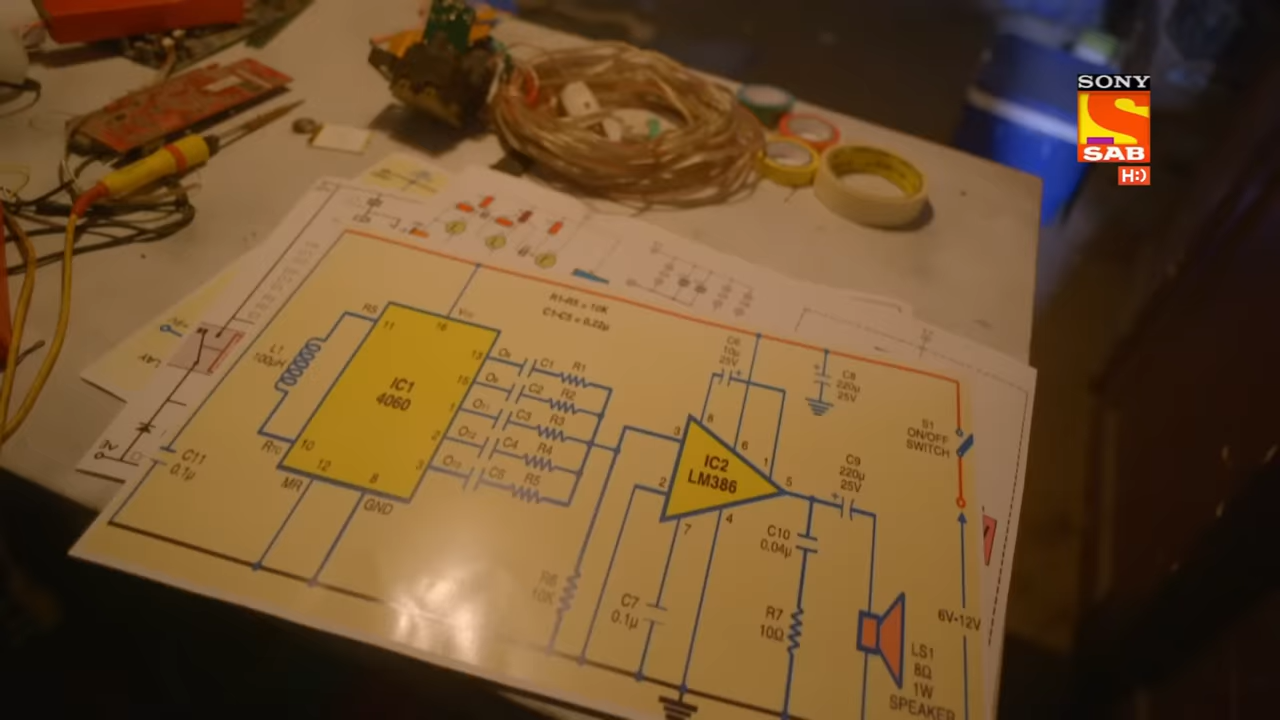 SONY
S
SAB
H:)
R1-R5 = 10K
C1-C5 = 0.22µ
C6
10µ
25V
C8
220µ
25V
S1
ON/OFF
SWITCH
L1
100µH
11
16
IC1
4060
10
12
8
MR
GND
13
15
1
2
3
C1
C2
C3
C4
C5
R1
R2
R3
R4
R5
C11
0.1µ
3
2
8
6
1
5
7
4
IC2
LM386
C9
220µ
25V
C10
0.04µ
R6
10K
C7
0.1µ
R7
10Ω
6V-12V
LS1
8Ω
1W
SPEAKER